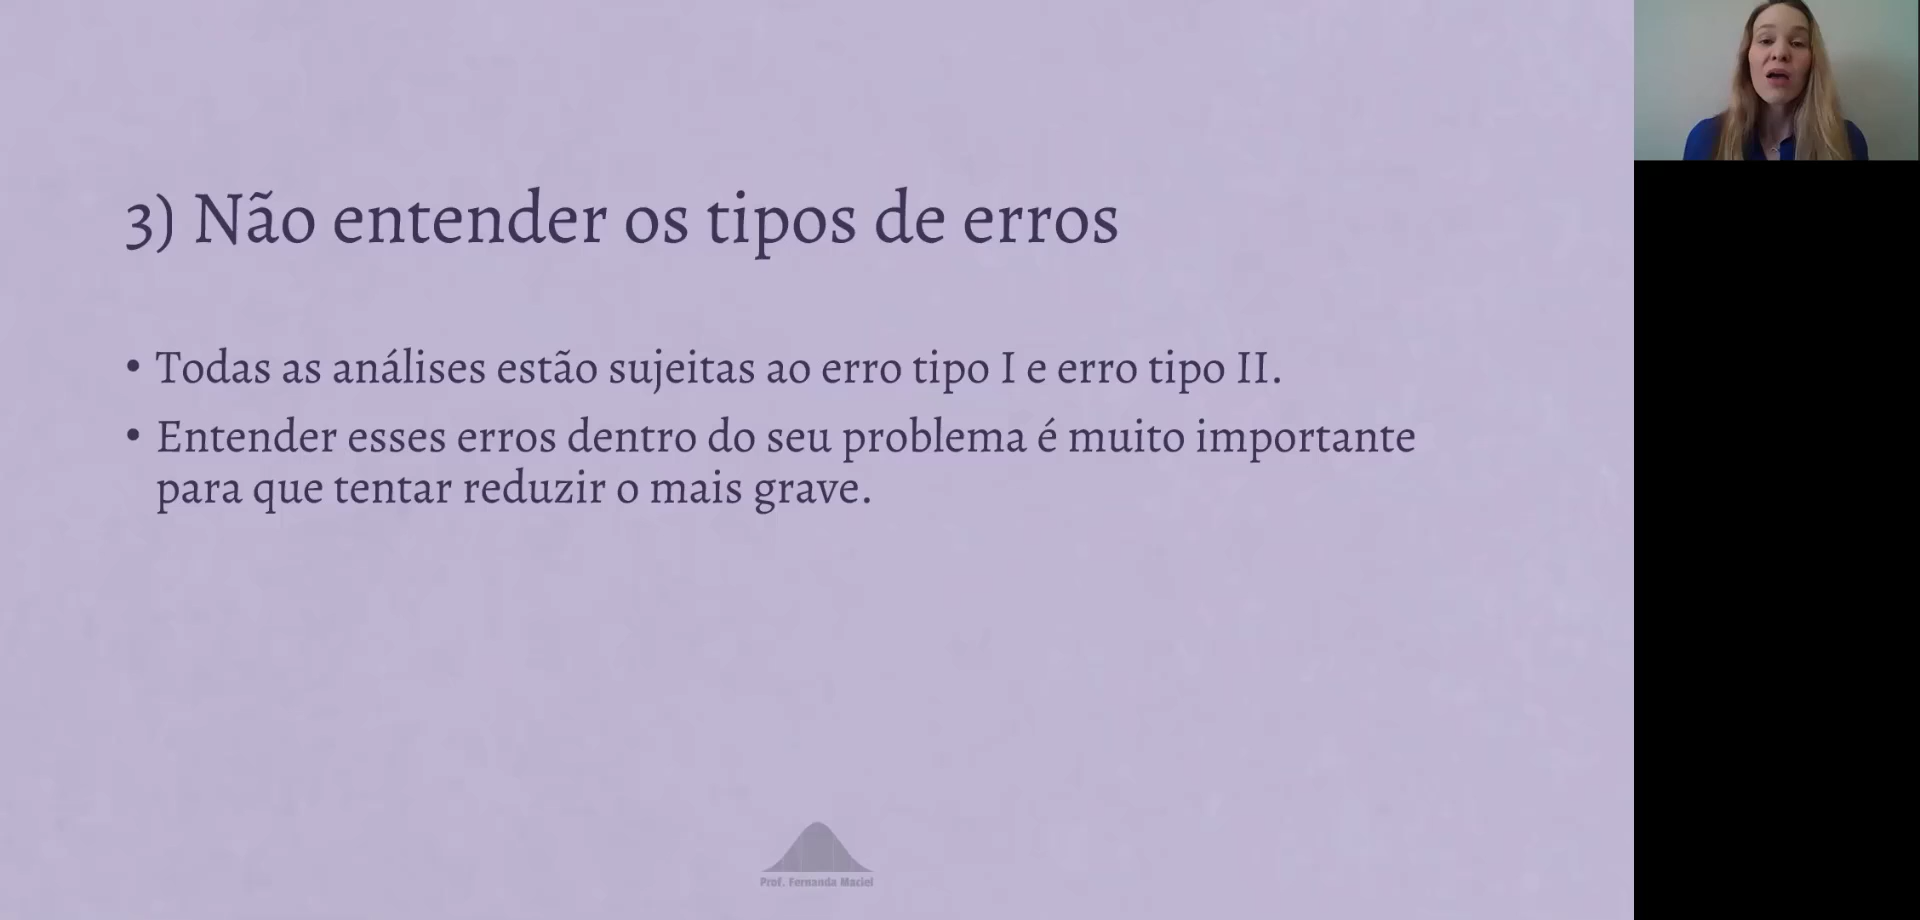 3) Não entender os tipos de erros
• Todas as análises estão sujeitas ao erro tipo I e erro tipo II.
• Entender esses erros dentro do seu problema é muito importante
para que tentar reduzir o mais grave.
Prof. Fernanda Maciel